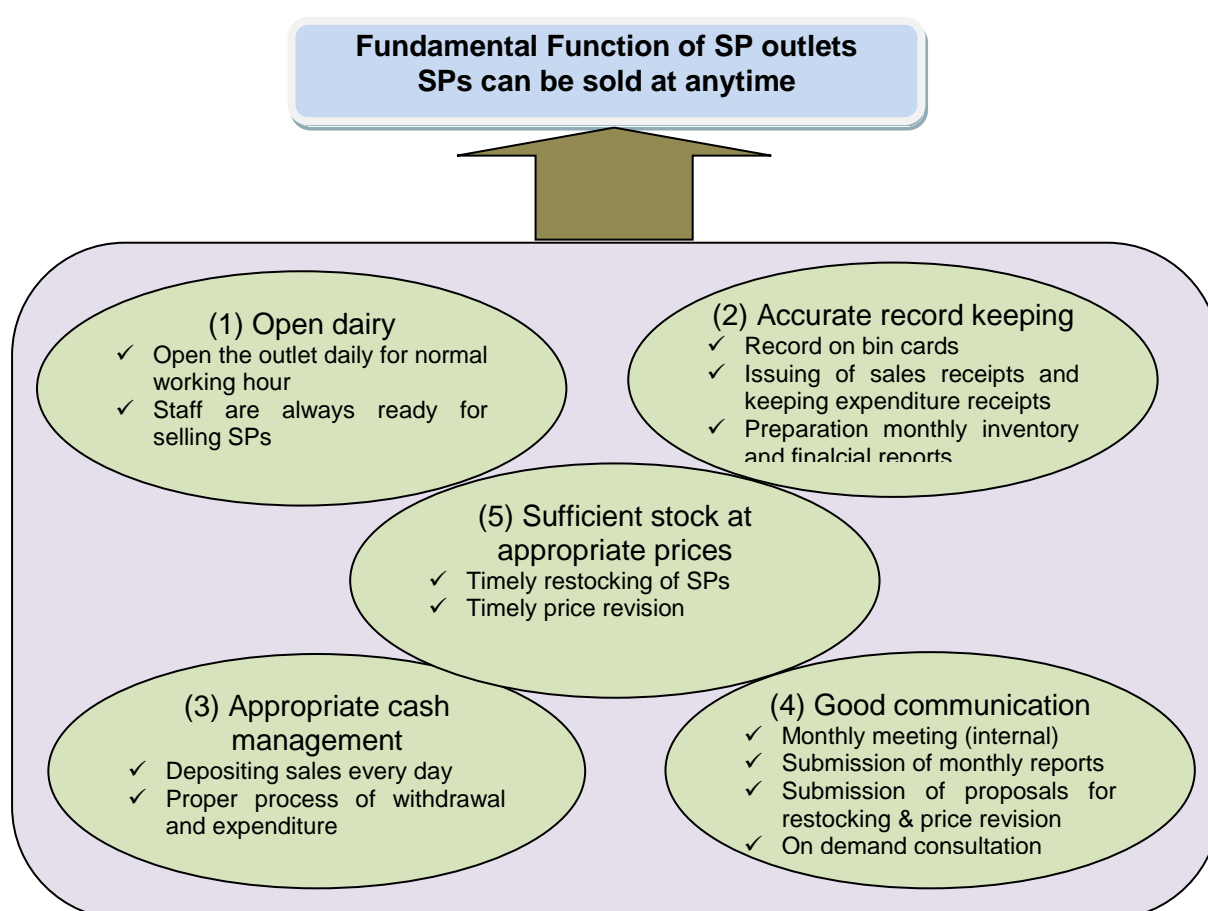 Fundamental Function of SP outlets
SPs can be sold at anytime
(1) Open dairy
✓ Open the outlet daily for normal
working hour
✓ Staff are always ready for
selling SPs
(2) Accurate record keeping
✓ Record on bin cards
✓ Issuing of sales receipts and
keeping expenditure receipts
✓ Preparation monthly inventory
and finalcial reports
(5) Sufficient stock at
appropriate prices
✓ Timely restocking of SPs
✓ Timely price revision
(3) Appropriate cash
management
✓ Depositing sales every day
✓ Proper process of withdrawal
and expenditure
(4) Good communication
✓ Monthly meeting (internal)
✓ Submission of monthly reports
✓ Submission of proposals for
restocking & price revision
✓ On demand consultation